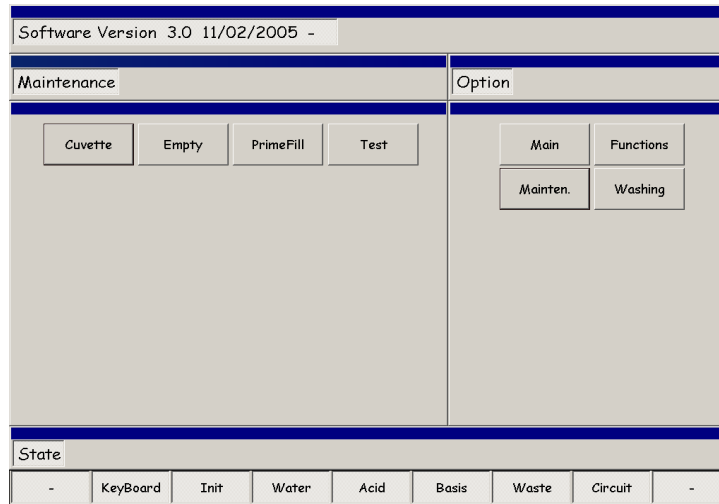 Software Version 3.0 11/02/2005 -
Maintenance
Option
Cuvette Empty PrimeFill Test
Main Functions
Mainten. Washing
State
- KeyBoard Init Water Acid Basis Waste Circuit -